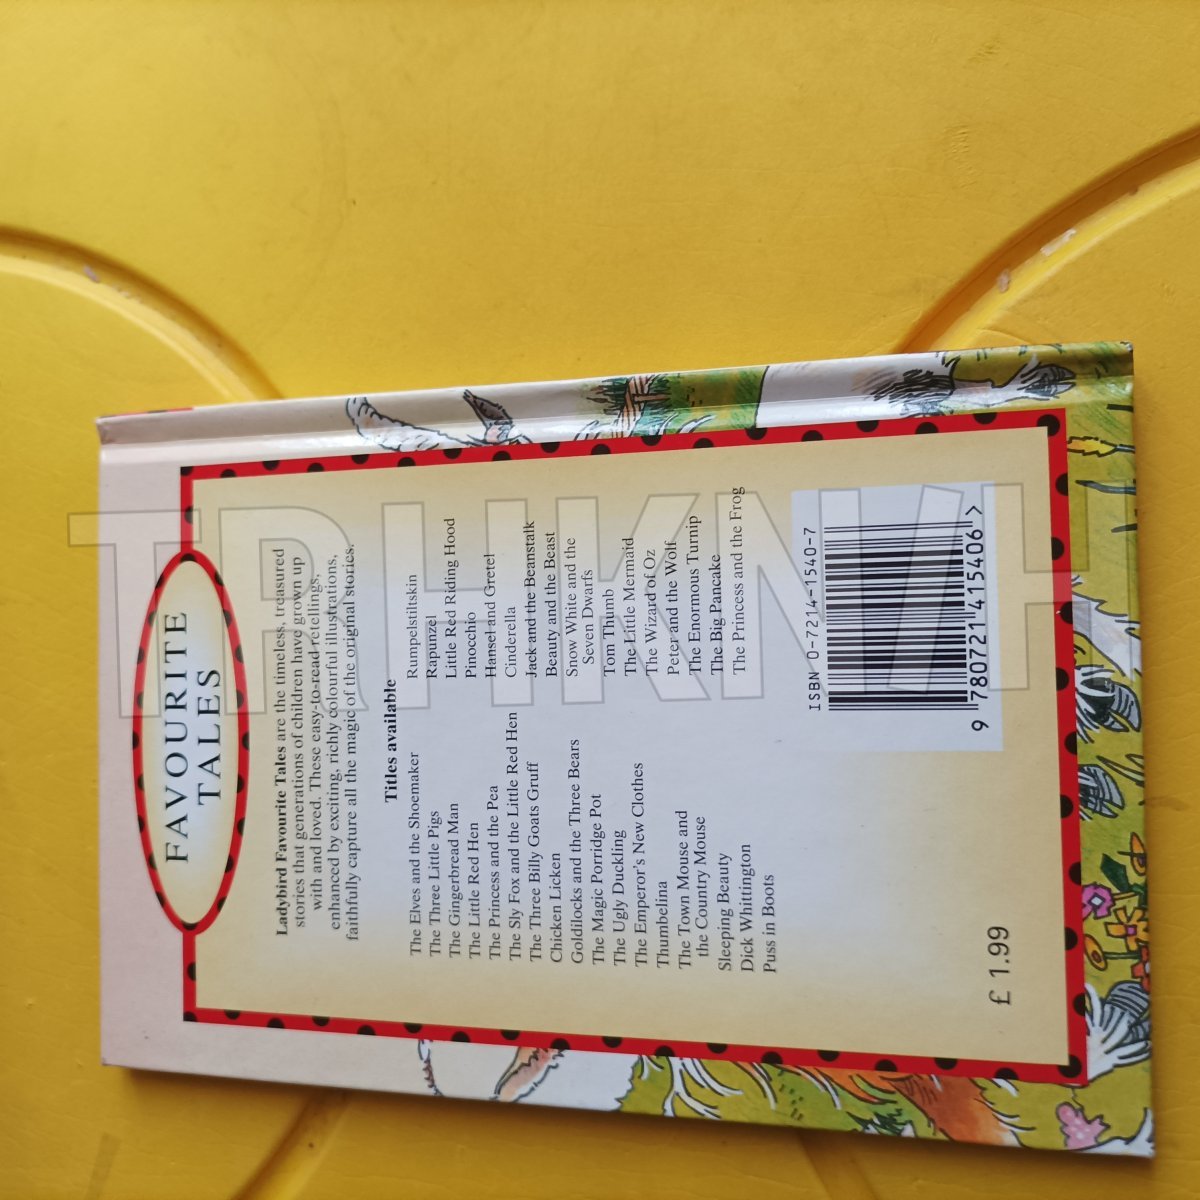 FAVOURITE
TALES
Ladybird Favourite Tales are the timeless, treasured
stories that generations of children have grown up
with and loved. These easy-to-read retellings,
enhanced by exciting, richly colourful illustrations,
faithfully capture all the magic of the original stories.
Titles available
The Elves and the Shoemaker
The Three Little Pigs
The Gingerbread Man
The Little Red Hen
The Princess and the Pea
The Sly Fox and the Little Red Hen
The Three Billy Goats Gruff
Chicken Licken
Goldilocks and the Three Bears
The Magic Porridge Pot
The Ugly Duckling
The Emperor's New Clothes
Thumbelina
The Town Mouse and
the Country Mouse
Sleeping Beauty
Dick Whittington
Puss in Boots
Rumpelstiltskin
Rapunzel
Little Red Riding Hood
Pinocchio
Hansel and Gretel
Cinderella
Jack and the Beanstalk
Beauty and the Beast
Snow White and the
Seven Dwarfs
Tom Thumb
The Little Mermaid
The Wizard of Oz
Peter and the Wolf
The Enormous Turnip
The Big Pancake
The Princess and the Frog
£ 1.99
ISBN 0-7214-1540-7
9 780721 415406 >